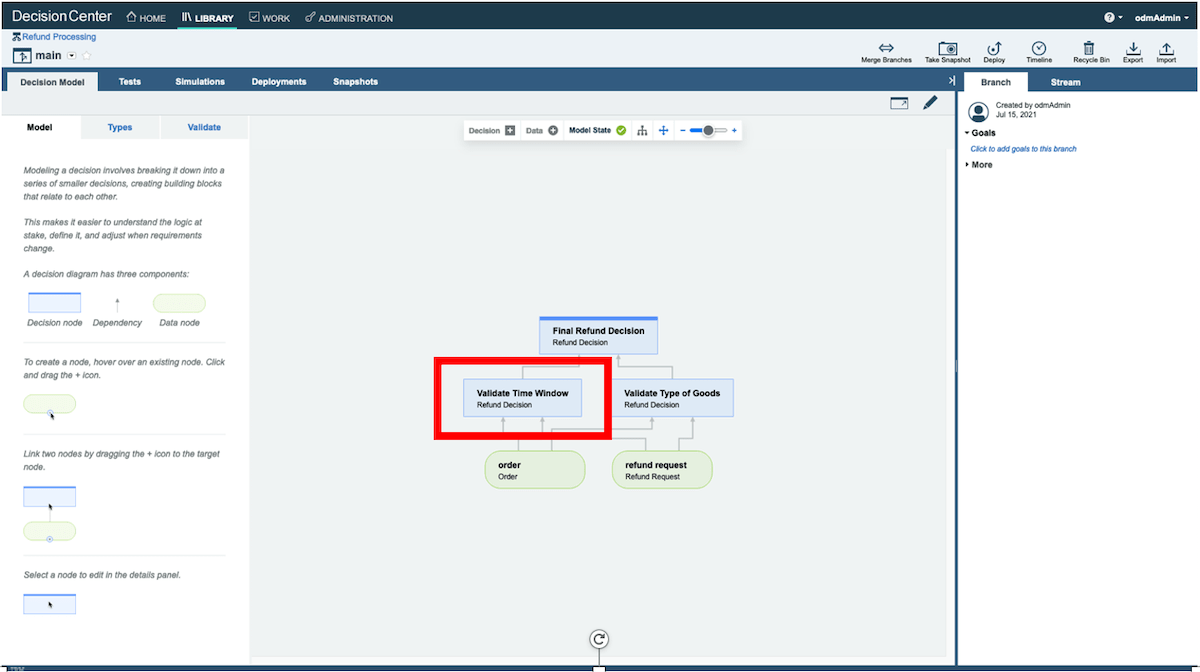 Decision Center
HOME
LIBRARY
WORK
ADMINISTRATION
?
odmAdmin
Refund Processing
main
Merge Branches
Take Snapshot
Deploy
Timeline
Recycle Bin
Export
Import
Decision Model
Tests
Simulations
Deployments
Snapshots
Branch
Stream
Created by odmAdmin
Jul 15, 2021
Goals
Click to add goals to this branch
More
Model
Types
Validate
Decision
Data
Model State
Modeling a decision involves breaking it down into a
series of smaller decisions, creating building blocks
that relate to each other.
This makes it easier to understand the logic at
stake, define it, and adjust when requirements
change.
A decision diagram has three components:
Decision node
Dependency
Data node
To create a node, hover over an existing node. Click
and drag the + icon.
Link two nodes by dragging the + icon to the target
node.
Select a node to edit in the details panel.
Final Refund Decision
Refund Decision
Validate Time Window
Refund Decision
Validate Type of Goods
Refund Decision
order
Order
refund request
Refund Request